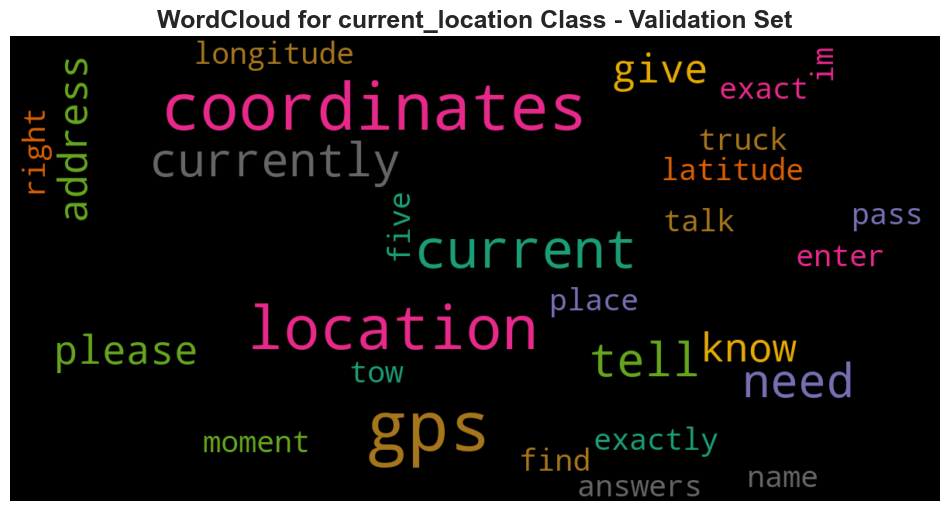 WordCloud for current_location Class - Validation Set
longitude
give
im
exact
coordinates
address
right
truck
currently
latitude
pass
talk
five
current
enter
place
location
please
tell
know
tow
need
gps
moment
exactly
find
answers
name